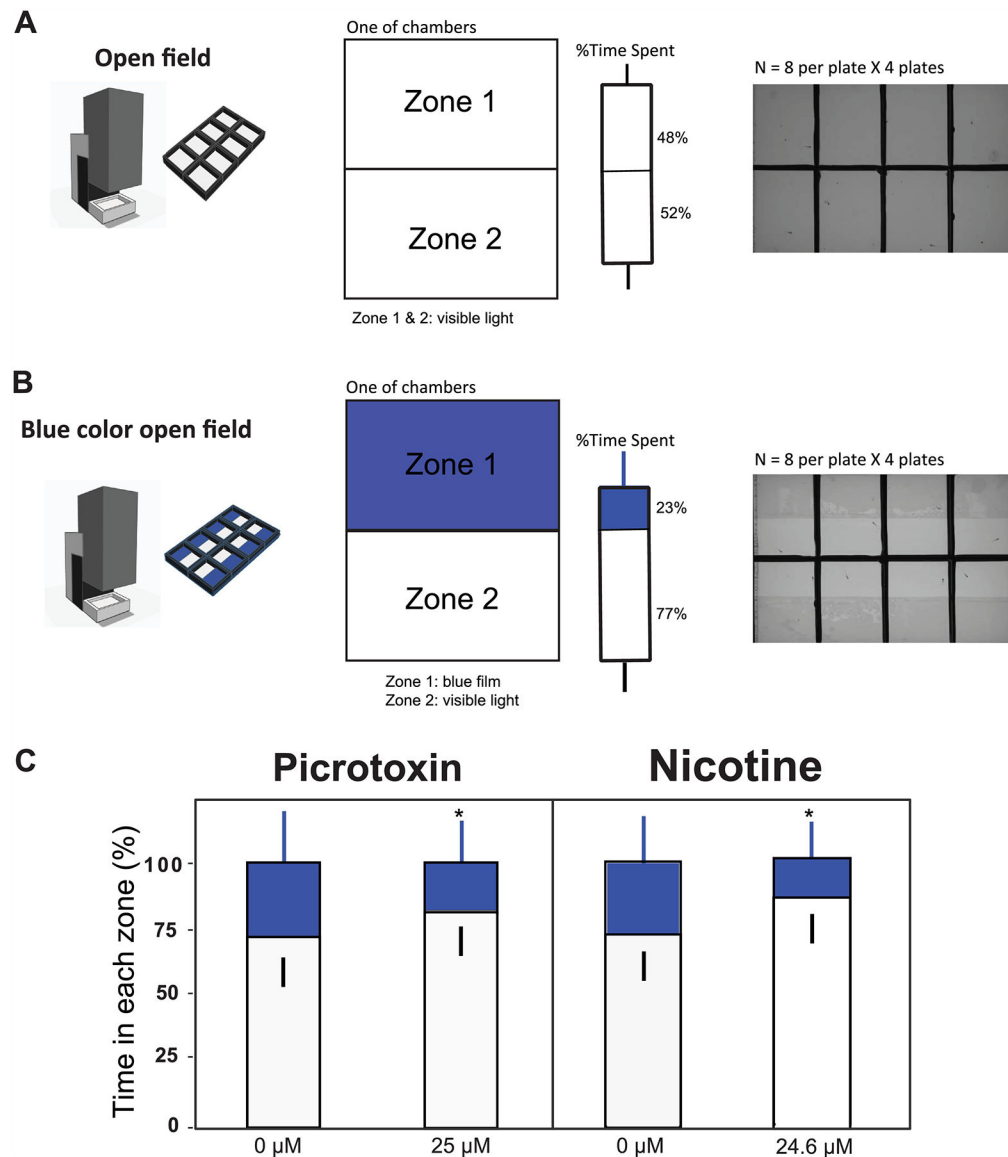 A
Open field
One of chambers
Zone 1
Zone 2
Zone 1 & 2: visible light
%Time Spent
48%
52%
N = 8 per plate X 4 plates
B
Blue color open field
One of chambers
Zone 1
Zone 2
Zone 1: blue film
Zone 2: visible light
%Time Spent
23%
77%
N = 8 per plate X 4 plates
C
Picrotoxin
Nicotine
Time in each zone (%)
100
75
50
25
0
*
*
0 µM
25 µM
0 µM
24.6 µM